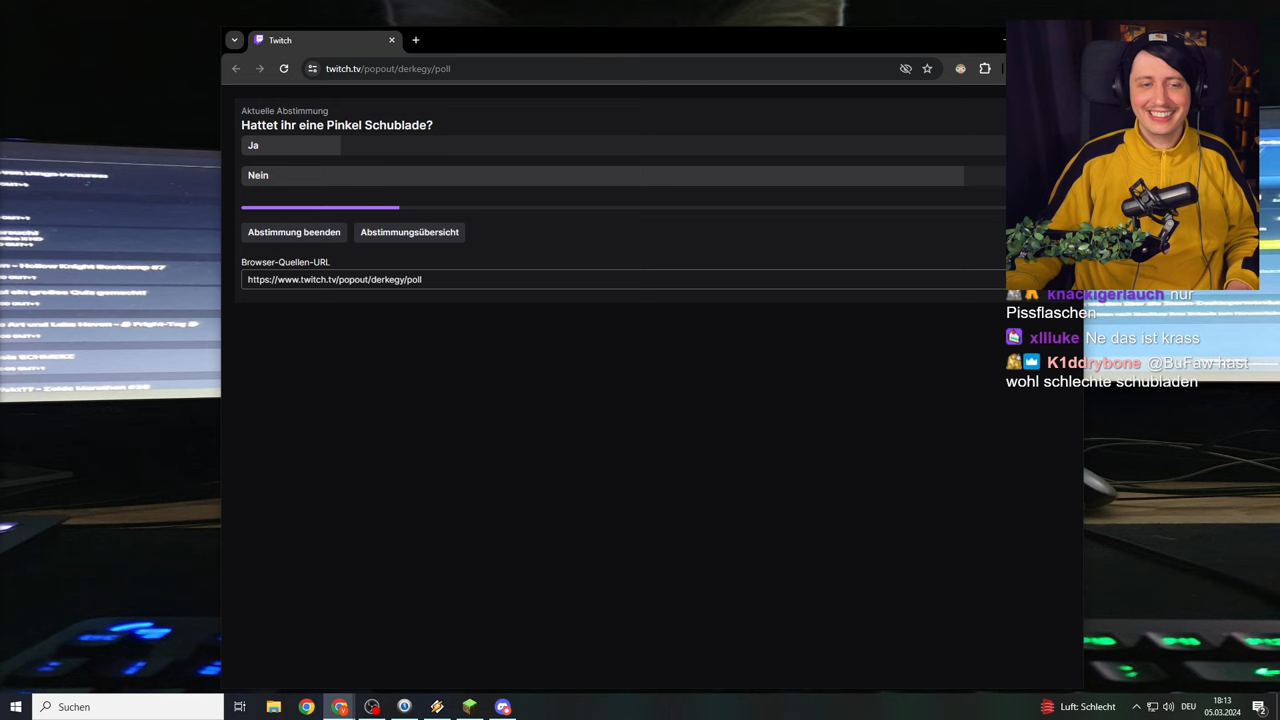 Twitch
twitch.tv/popout/derkegy/poll
Aktuelle Abstimmung
Hattet ihr eine Pinkel Schublade?
Ja
Nein
Abstimmung beenden
Abstimmungsübersicht
Browser-Quellen-URL
https://www.twitch.tv/popout/derkegy/poll
knackigerlauch nur
Pissflaschen
xllluke Ne das ist krass
K1ddrybone @BuFaw hast
wohl schlechte schubladen
Suchen
Luft: Schlecht
DEU
18:13
05.03.2024
2